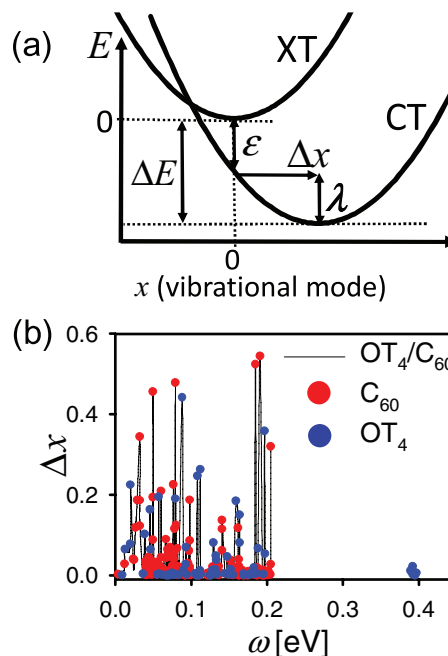 (a)
E
XT
CT
0
ε
Δx
ΔE
λ
0
x (vibrational mode)
(b)
OT₄/C₆₀
C₆₀
OT₄
0.6
0.4
0.2
0.0
Δx
0.0 0.1 0.2 0.3 0.4
ω [eV]